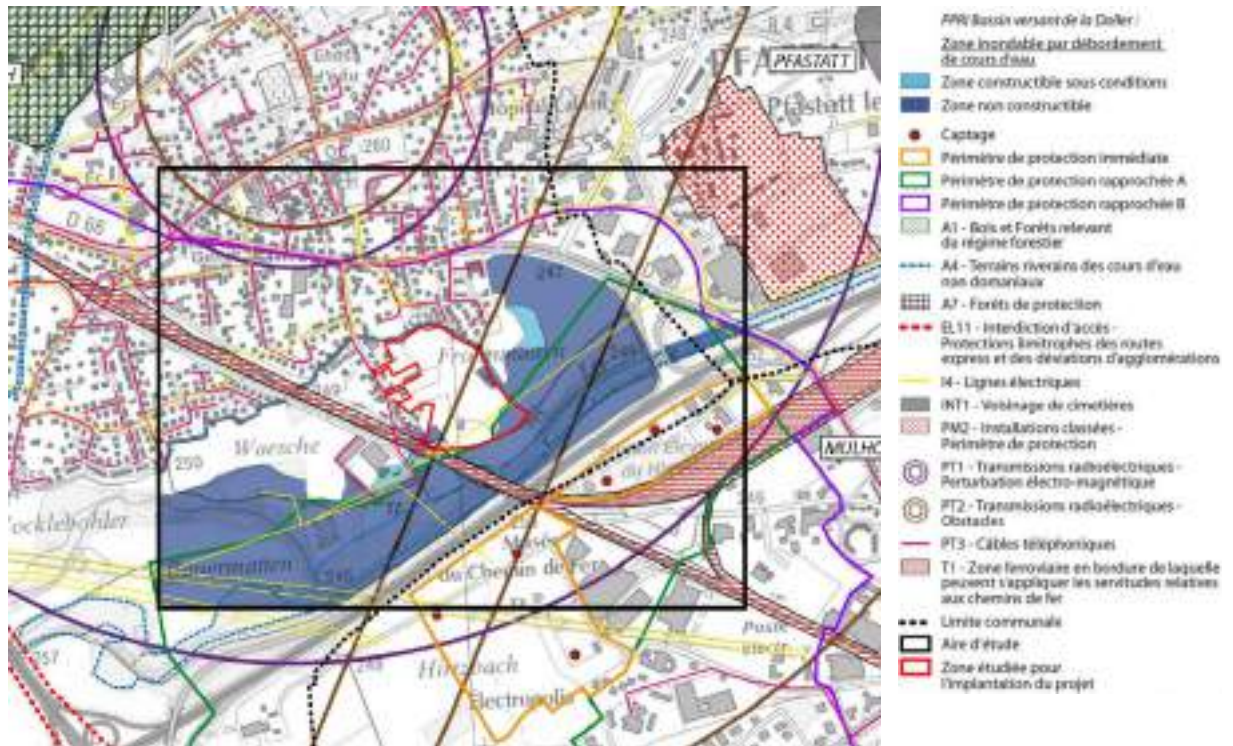 PPRI Bassin versant de la Doller :
Zone inondable par débordement
de cours d'eau
Zone constructible sous conditions
Zone non constructible
Captage
Périmètre de protection immédiate
Périmètre de protection rapprochée A
Périmètre de protection rapprochée B
A1 - Bois et Forêts relevant
du régime forestier
A4 - Terrains riverains des cours d'eau
non domaniaux
A7 - Forêts de protection
EL11 - Interdiction d'accès -
Protections limitrophes des routes
express et des déviations d'agglomérations
I4 - Lignes électriques
INT1 - Voisinage de cimetières
PM2 - Installations classées -
Périmètre de protection
PT1 - Transmissions radioélectriques -
Perturbation électro-magnétique
PT2 - Transmissions radioélectriques -
Obstacles
PT3 - Câbles téléphoniques
T1 - Zone ferroviaire en bordure de laquelle
peuvent s'appliquer les servitudes relatives
aux chemins de fer
Limite communale
Aire d'étude
Zone étudiée pour
l'implantation du projet
PFASTATT
Pfastatt le
260
D 66
247
Waesche
259
MULHO
Musée
du Chemin de Fer
257
Hirtzbach
Electropolis
Poste